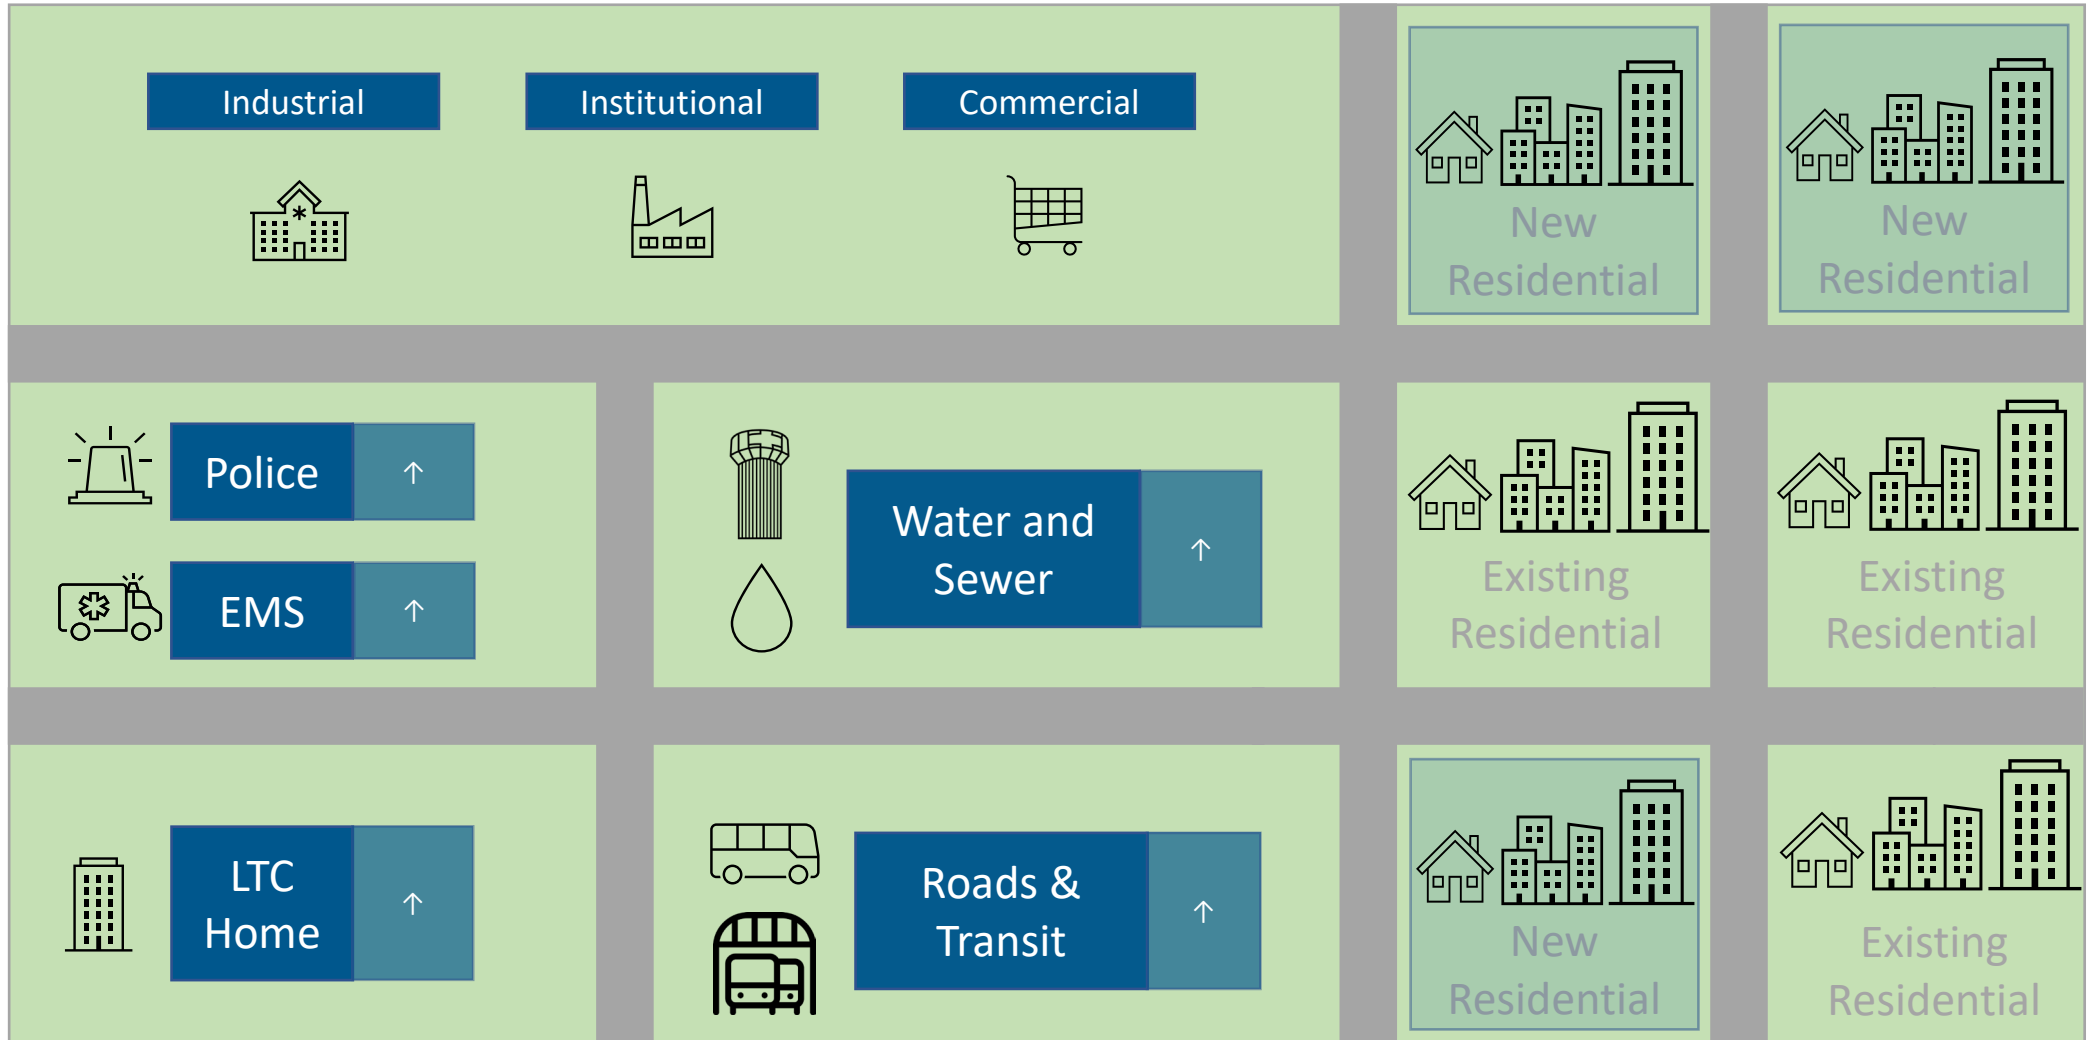 Industrial
Institutional
Commercial
New
Residential
New
Residential
Police
↑
EMS
↑
Water and
Sewer
↑
Existing
Residential
Existing
Residential
LTC
Home
↑
Roads &
Transit
↑
New
Residential
Existing
Residential